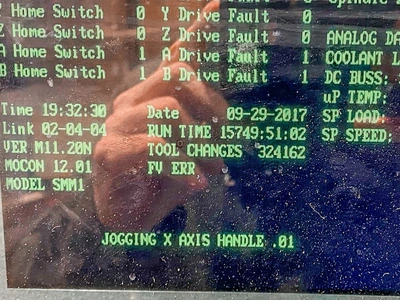 Home Switch 0 Y Drive Fault 0
Z Home Switch 0 Z Drive Fault 0 ANALOG DA
A Home Switch 1 A Drive Fault 1 COOLANT L
B Home Switch 1 B Drive Fault 1 DC BUSS:
uP TEMP:
Time 19:32:30 Date 09-29-2017 SP LOAD:
Link 02-04-04 RUN TIME 15749:51:02 SP SPEED:
VER M11.20N TOOL CHANGES 324162
MOCON 12.01 FV ERR
MODEL SMM1
JOGGING X AXIS HANDLE .01